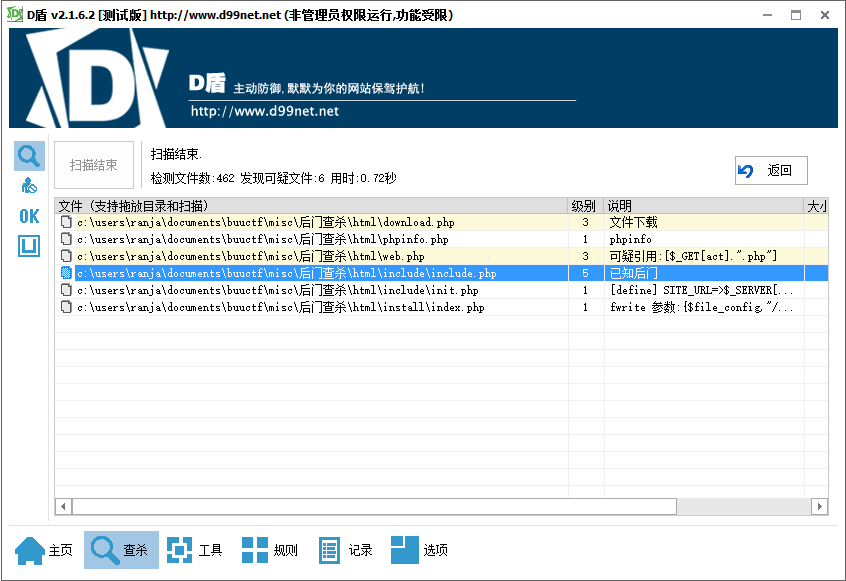 D盾 v2.1.6.2 [测试版] http://www.d99net.net (非管理员权限运行,功能受限)
D盾 主动防御,默默为你的网站保驾护航!
http://www.d99net.net
扫描结束
扫描结束.
检测文件数:462 发现可疑文件:6 用时:0.72秒
返回
OK
文件 (支持拖放目录和扫描) 级别 说明 大小
c:\users\ranja\documents\buuctf\misc\后门查杀\html\download.php 3 文件下载
c:\users\ranja\documents\buuctf\misc\后门查杀\html\phpinfo.php 1 phpinfo
c:\users\ranja\documents\buuctf\misc\后门查杀\html\web.php 3 可疑引用:[$_GET[act].".php"]
c:\users\ranja\documents\buuctf\misc\后门查杀\html\include\include.php 5 已知后门
c:\users\ranja\documents\buuctf\misc\后门查杀\html\include\init.php 1 [define] SITE_URL=>$_SERVER[...
c:\users\ranja\documents\buuctf\misc\后门查杀\html\install\index.php 1 fwrite 参数:{$file_config,"/...
主页 查杀 工具 规则 记录 选项